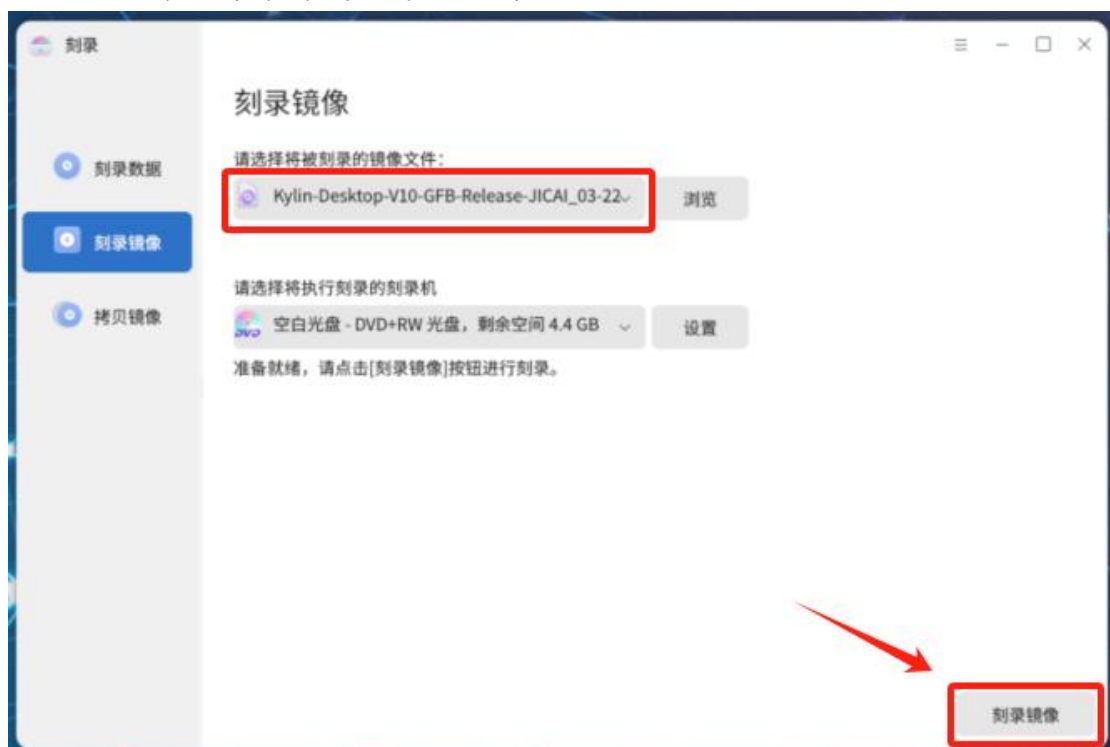 刻录
刻录镜像
请选择将被刻录的镜像文件：
刻录数据
Kylin-Desktop-V10-GFB-Release-JICAI_03-22
浏览
刻录镜像
请选择将执行刻录的刻录机
拷贝镜像
空白光盘 - DVD+RW 光盘，剩余空间 4.4 GB
设置
准备就绪，请点击[刻录镜像]按钮进行刻录。
刻录镜像